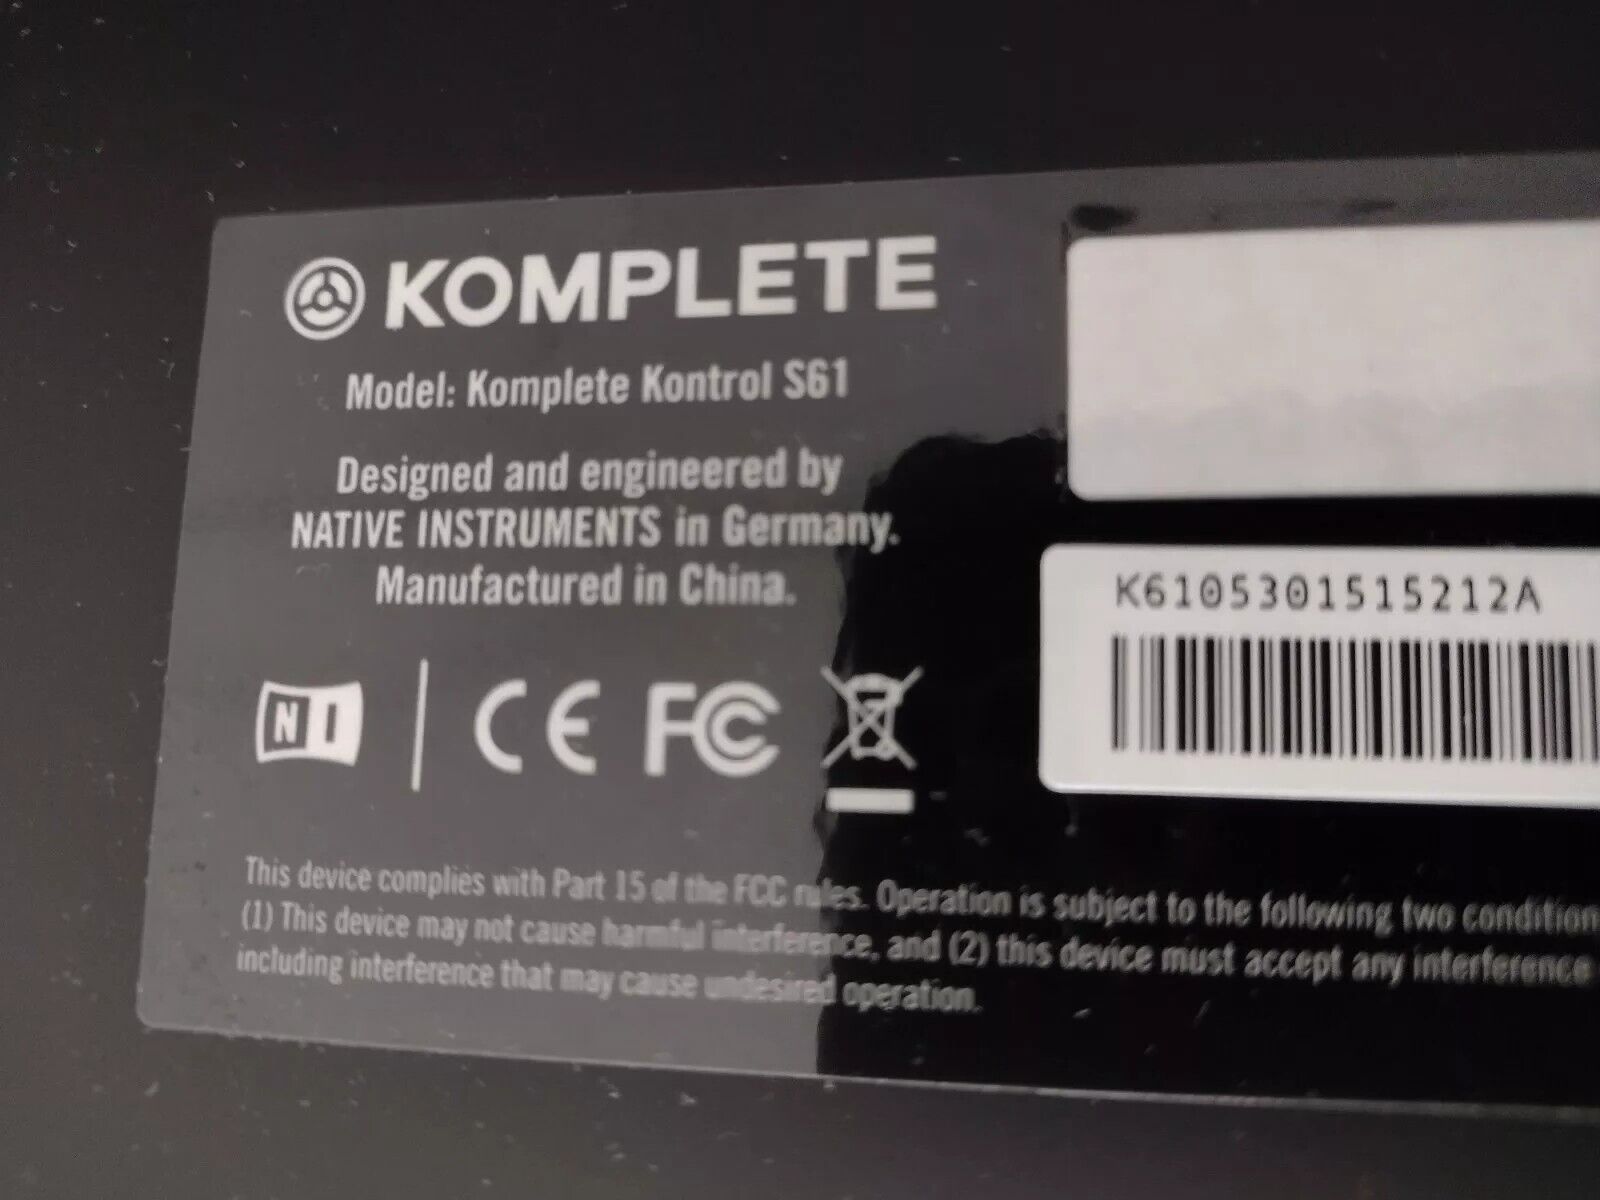 KOMPLETE
Model: Komplete Kontrol S61
Designed and engineered by
NATIVE INSTRUMENTS in Germany.
Manufactured in China.
K6105301515212A
NI | CE FC
This device complies with Part 15 of the FCC rules. Operation is subject to the following two condition
(1) This device may not cause harmful interference, and (2) this device must accept any interference
including interference that may cause undesired operation.